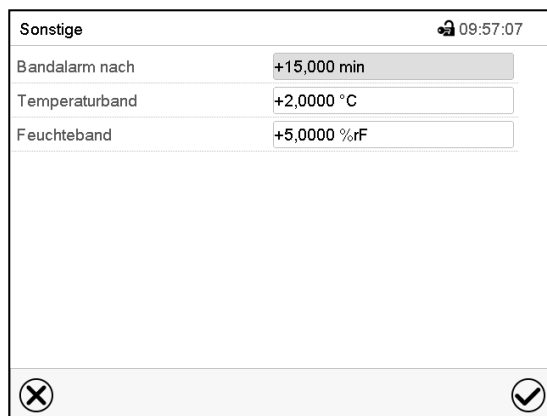 Sonstige 09:57:07
Bandalarm nach +15,000 min
Temperaturband +2,0000 °C
Feuchteband +5,0000 %rF